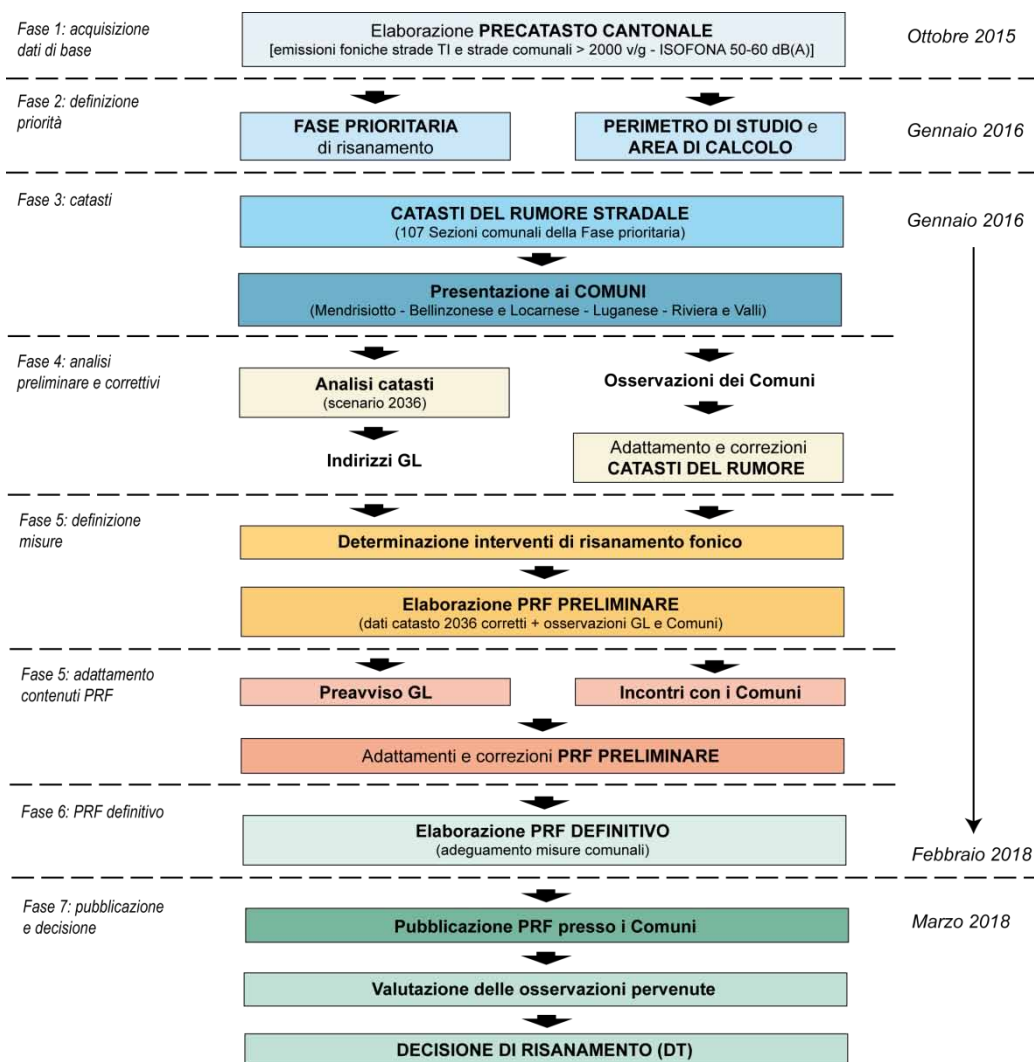 Fase 1: acquisizione
dati di base
Elaborazione PRECATASTO CANTONALE
[emissioni foniche strade TI e strade comunali > 2000 v/g - ISOFONA 50-60 dB(A)]
Ottobre 2015
Fase 2: definizione
priorità
FASE PRIORITARIA
di risanamento
PERIMETRO DI STUDIO e
AREA DI CALCOLO
Gennaio 2016
Fase 3: catasti
CATASTI DEL RUMORE STRADALE
(107 Sezioni comunali della Fase prioritaria)
Gennaio 2016
Presentazione ai COMUNI
(Mendrisiotto - Bellinzonese e Locarnese - Luganese - Riviera e Valli)
Fase 4: analisi
preliminare e correttivi
Analisi catasti
(scenario 2036)
Osservazioni dei Comuni
Indirizzi GL
Adattamento e correzioni
CATASTI DEL RUMORE
Fase 5: definizione
misure
Determinazione interventi di risanamento fonico
Elaborazione PRF PRELIMINARE
(dati catasto 2036 corretti + osservazioni GL e Comuni)
Fase 5: adattamento
contenuti PRF
Preavviso GL
Incontri con i Comuni
Adattamenti e correzioni PRF PRELIMINARE
Fase 6: PRF definitivo
Elaborazione PRF DEFINITIVO
(adeguamento misure comunali)
Febbraio 2018
Fase 7: pubblicazione
e decisione
Pubblicazione PRF presso i Comuni
Marzo 2018
Valutazione delle osservazioni pervenute
DECISIONE DI RISANAMENTO (DT)